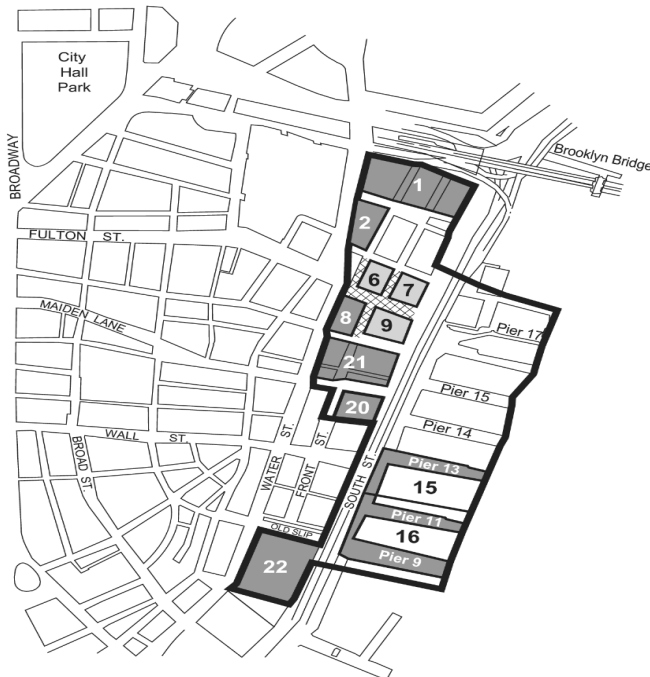 City
Hall
Park
BROADWAY
Brooklyn Bridge
1
2
FULTON ST.
6
7
MAIDEN LANE
8
9
Pier 17
21
Pier 15
20
Pier 14
WALL ST.
BROAD ST.
WATER ST.
FRONT ST.
SOUTH ST.
Pier 13
15
Pier 11
16
OLD SLIP
Pier 9
22